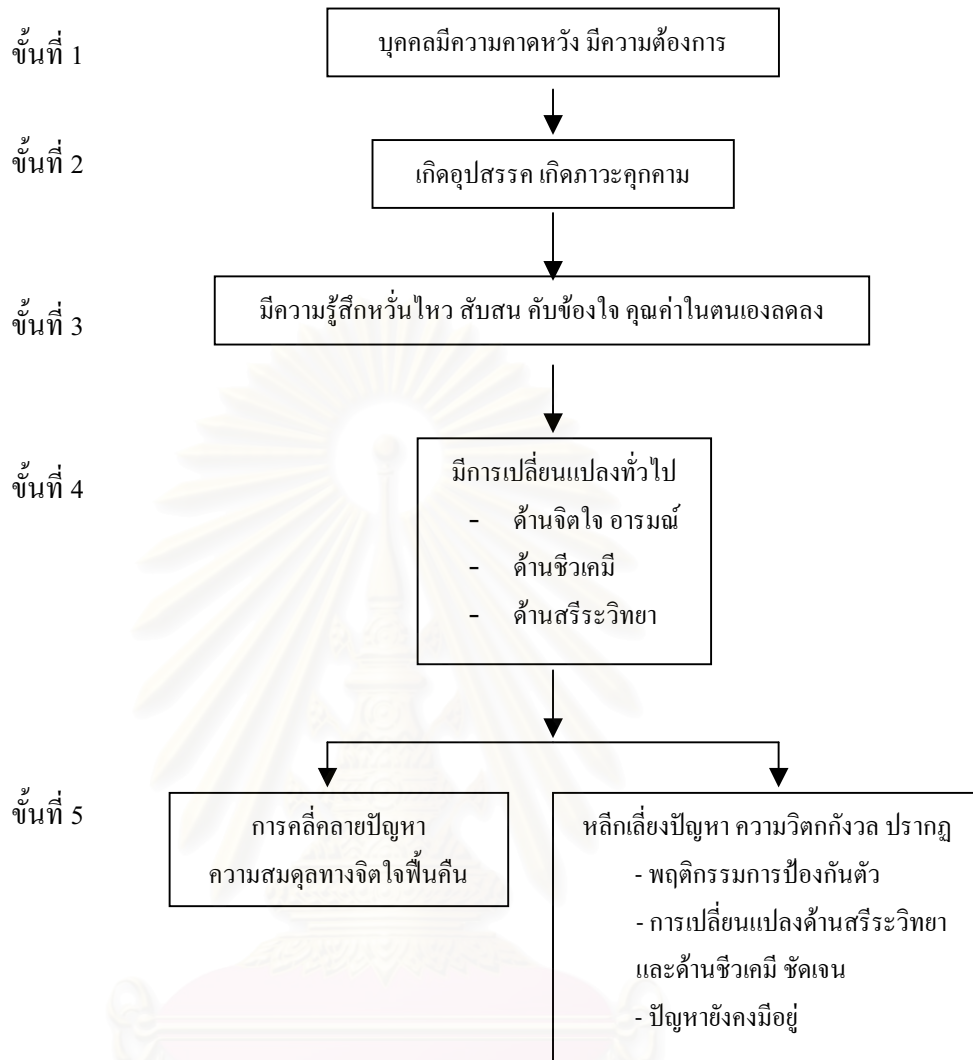 ขั้นที่ 1
บุคคลมีความคาดหวัง มีความต้องการ
ขั้นที่ 2
เกิดอุปสรรค เกิดภาวะคุกคาม
ขั้นที่ 3
มีความรู้สึกหวั่นไหว สับสน คับข้องใจ คุณค่าในตนเองลดลง
ขั้นที่ 4
มีการเปลี่ยนแปลงทั่วไป
- ด้านจิตใจ อารมณ์
- ด้านชีวเคมี
- ด้านสรีระวิทยา
ขั้นที่ 5
การคลี่คลายปัญหา
ความสมดุลทางจิตใจฟื้นคืน
หลีกเลี่ยงปัญหา ความวิตกกังวล ปรากฏ
- พฤติกรรมการป้องกันตัว
- การเปลี่ยนแปลงด้านสรีระวิทยา
และด้านชีวเคมี ชัดเจน
- ปัญหายังคงมีอยู่